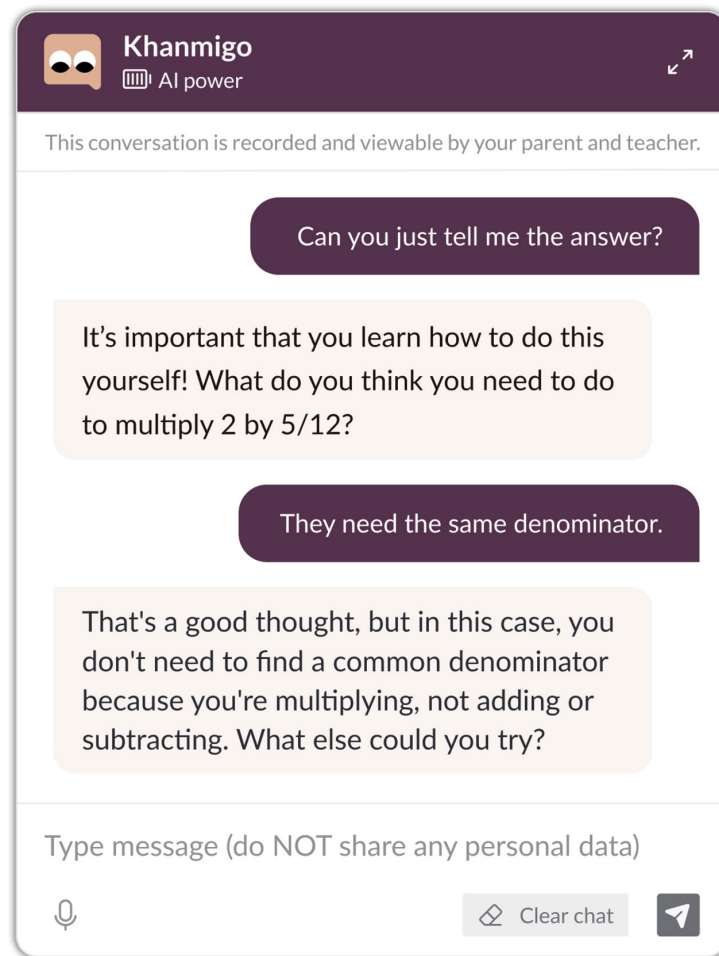 Khanmigo
AI power
This conversation is recorded and viewable by your parent and teacher.
Can you just tell me the answer?
It’s important that you learn how to do this
yourself! What do you think you need to do
to multiply 2 by 5/12?
They need the same denominator.
That's a good thought, but in this case, you
don't need to find a common denominator
because you're multiplying, not adding or
subtracting. What else could you try?
Type message (do NOT share any personal data)
Clear chat